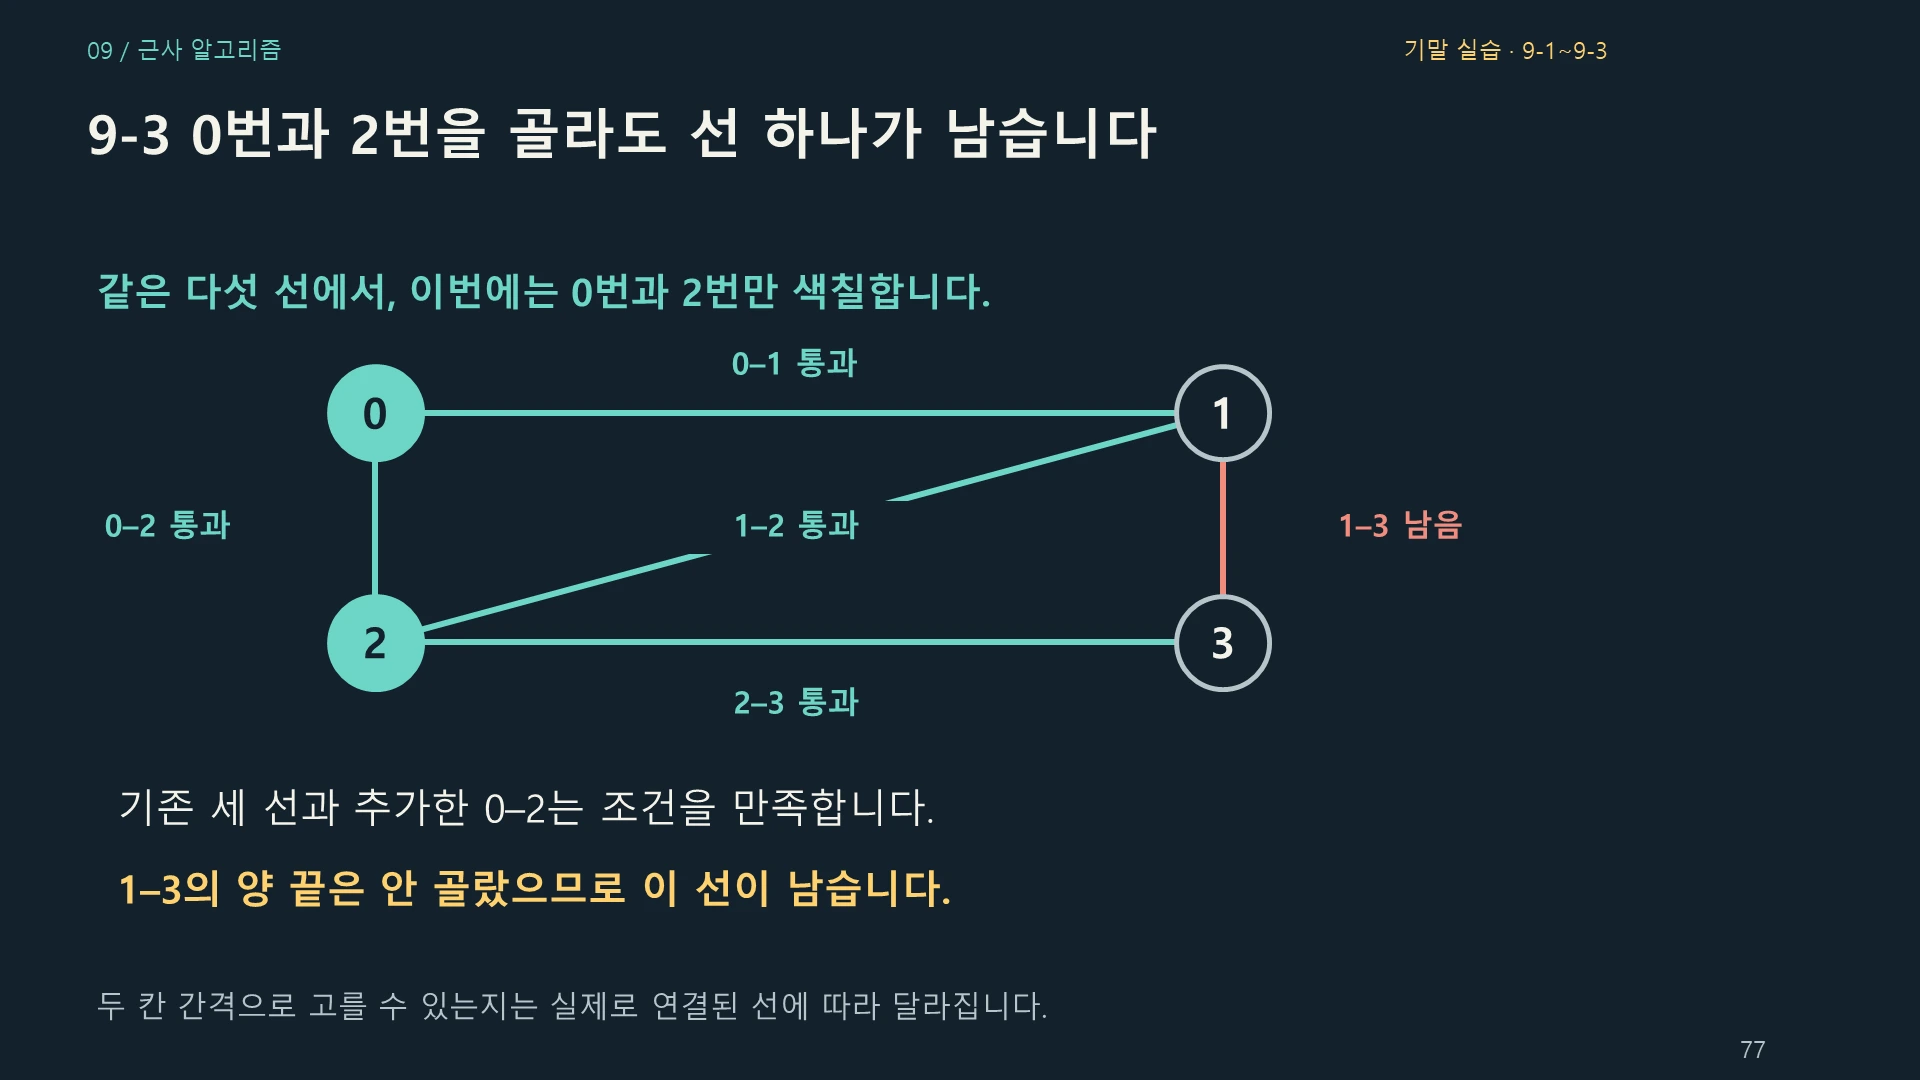 09 / 근사 알고리즘
기말 실습 · 9-1~9-3
9-3 0번과 2번을 골라도 선 하나가 남습니다
같은 다섯 선에서, 이번에는 0번과 2번만 색칠합니다.
0–1 통과
0
1
0–2 통과
1–2 통과
1–3 남음
2
3
2–3 통과
기존 세 선과 추가한 0–2는 조건을 만족합니다.
1–3의 양 끝은 안 골랐으므로 이 선이 남습니다.
두 칸 간격으로 고를 수 있는지는 실제로 연결된 선에 따라 달라집니다.
77